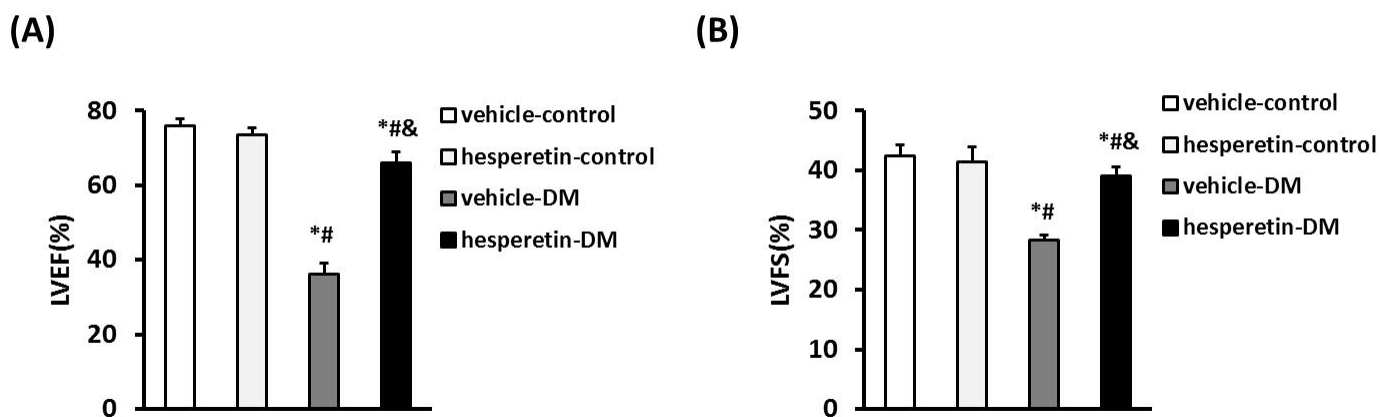 (A)
LVEF(%)
80
60
40
20
0
*#
*#&
vehicle-control
hesperetin-control
vehicle-DM
hesperetin-DM
(B)
LVFS(%)
50
40
30
20
10
0
*#
*#&
vehicle-control
hesperetin-control
vehicle-DM
hesperetin-DM